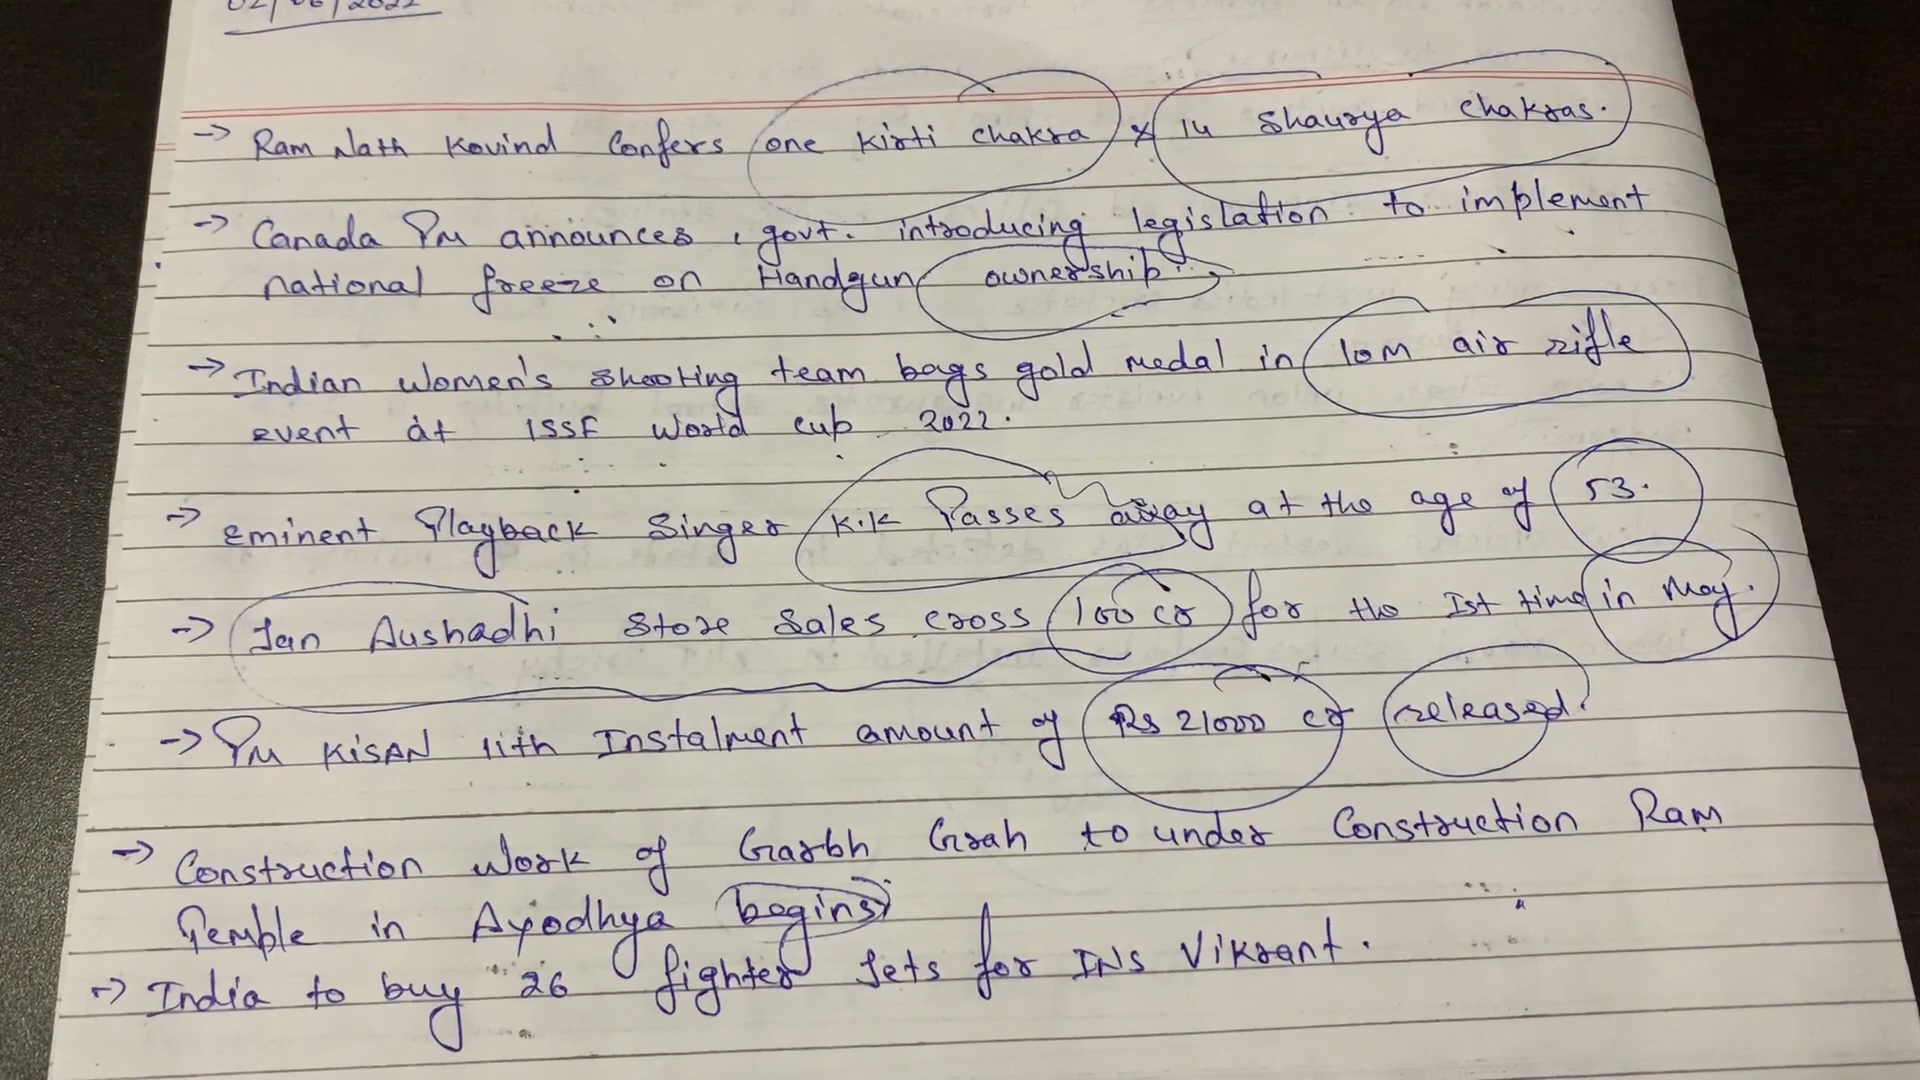 02/06/2022
→ Ram Nath Kovind Confers one Kirti Chakra & 14 Shaurya Chakras.
→ Canada PM announces, govt. introducing legislation to implement
national freeze on Handgun ownership.
→ Indian Women's Shooting team bags gold medal in 10M air rifle
event at ISSF World cup 2022.
→ Eminent Playback Singer K.K Passes away at the age of 53.
→ Jan Aushadhi Store Sales cross 100 cr for the Ist time in May.
→ PM KISAN 11th Instalment amount of Rs 21000 cr released.
→ Construction work of Garbh Grah to under Construction Ram
Temple in Ayodhya begins
→ India to buy 26 fighter Jets for INS Vikrant.